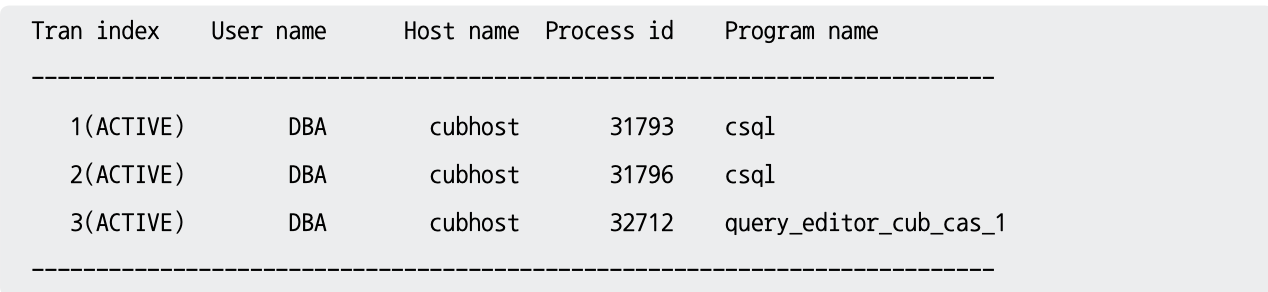 Tran index    User name      Host name  Process id    Program name
---------------------------------------------------------------------------
   1(ACTIVE)        DBA        cubhost       31793    csql
   2(ACTIVE)        DBA        cubhost       31796    csql
   3(ACTIVE)        DBA        cubhost       32712    query_editor_cub_cas_1
---------------------------------------------------------------------------